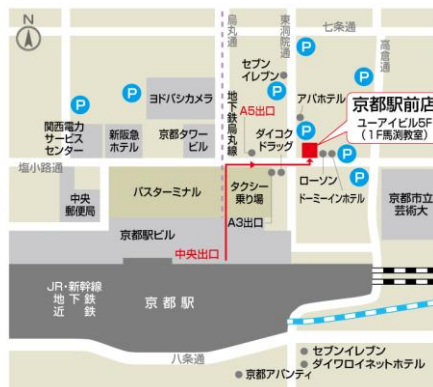 N
烏丸通
東洞院通
七条通
高倉通
セブン
イレブン
P
P
P
P
P
P
P
ヨドバシカメラ
地下鉄烏丸線
A5出口
アパホテル
京都駅前店
ユーアイビル5F
(1F馬渕教室)
関西電力
サービス
センター
新阪急
ホテル
京都タワー
ビル
ダイコク
ドラッグ
塩小路通
ローソン
ドーミーインホテル
中央
郵便局
バスターミナル
タクシー
乗り場
京都市立
芸術大
A3出口
京都駅ビル
中央出口
JR・新幹線
地下鉄
近鉄
京都駅
八条通
セブンイレブン
ダイワロイネットホテル
京都アバンティ